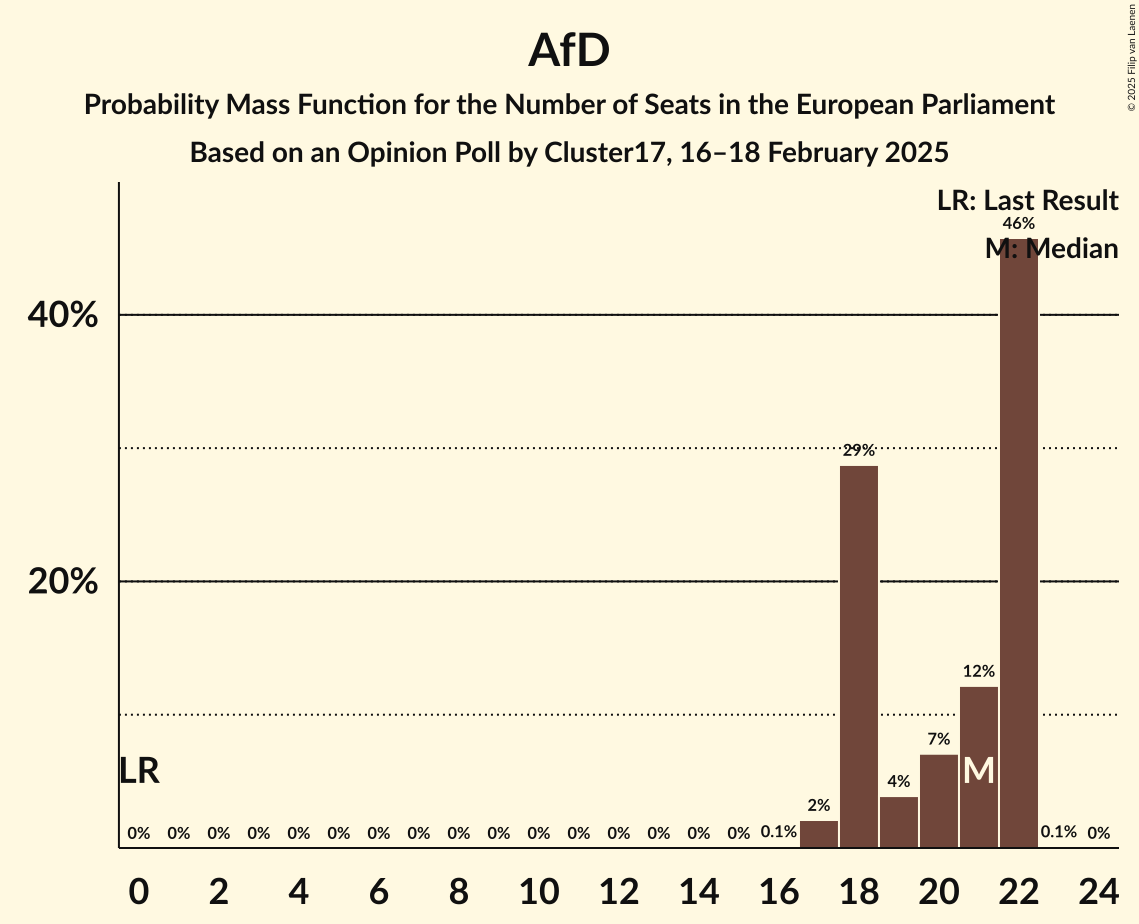 AfD
Probability Mass Function for the Number of Seats in the European Parliament
Based on an Opinion Poll by Cluster17, 16–18 February 2025
© 2025 Filip van Laenen
LR: Last Result
M: Median
46%
40%
29%
20%
12%
7%
4%
2%
LR
M
0% 0% 0% 0% 0% 0% 0% 0% 0% 0% 0% 0% 0% 0% 0% 0% 0.1% 0.1% 0%
0 2 4 6 8 10 12 14 16 18 20 22 24